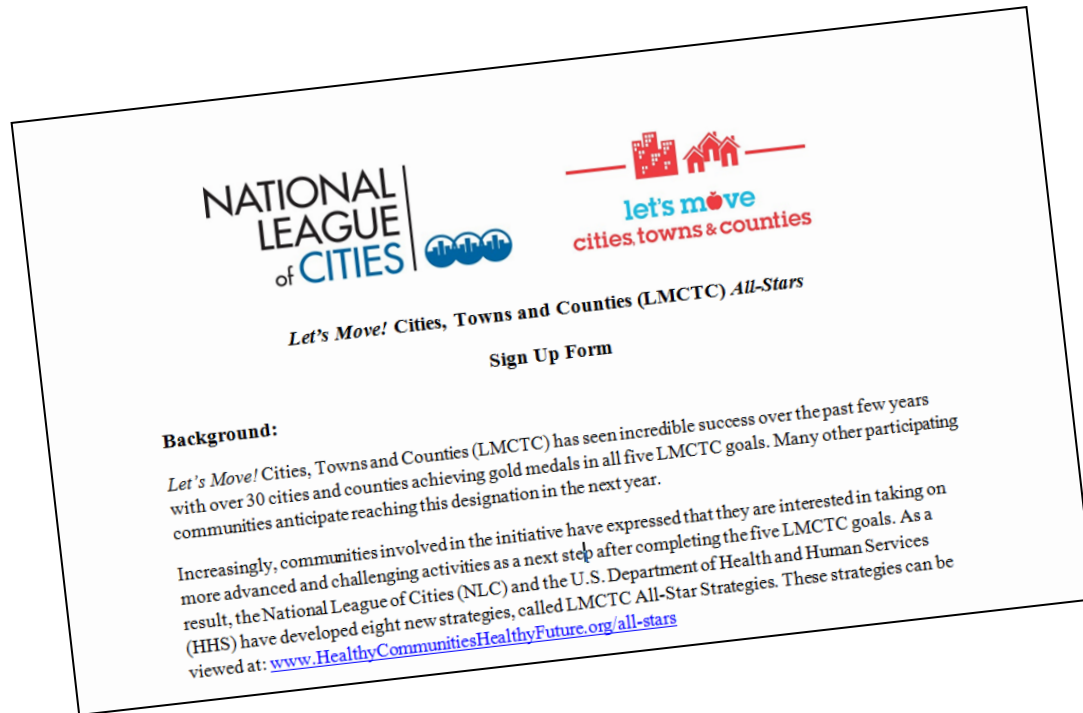 NATIONAL
LEAGUE
of CITIES
let's move
cities, towns & counties
Let's Move! Cities, Towns and Counties (LMCTC) All-Stars
Sign Up Form
Background:
Let's Move! Cities, Towns and Counties (LMCTC) has seen incredible success over the past few years
with over 30 cities and counties achieving gold medals in all five LMCTC goals. Many other participating
communities anticipate reaching this designation in the next year.
Increasingly, communities involved in the initiative have expressed that they are interested in taking on
more advanced and challenging activities as a next step after completing the five LMCTC goals. As a
result, the National League of Cities (NLC) and the U.S. Department of Health and Human Services
(HHS) have developed eight new strategies, called LMCTC All-Star Strategies. These strategies can be
viewed at: www.HealthyCommunitiesHealthyFuture.org/all-stars